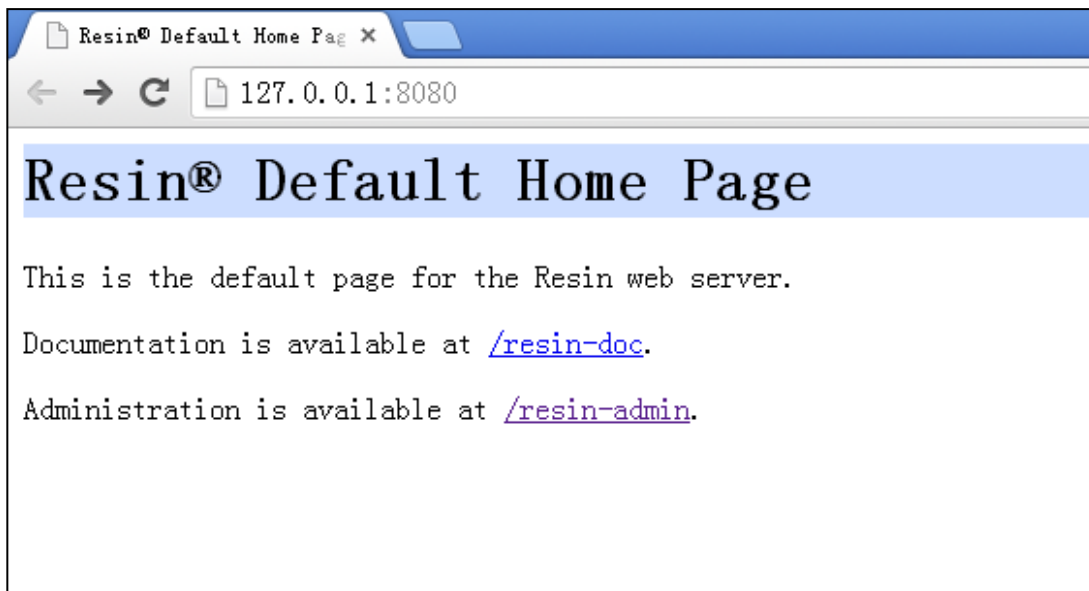 Resin® Default Home Pag
127.0.0.1:8080
Resin® Default Home Page
This is the default page for the Resin web server.
Documentation is available at /resin-doc.
Administration is available at /resin-admin.